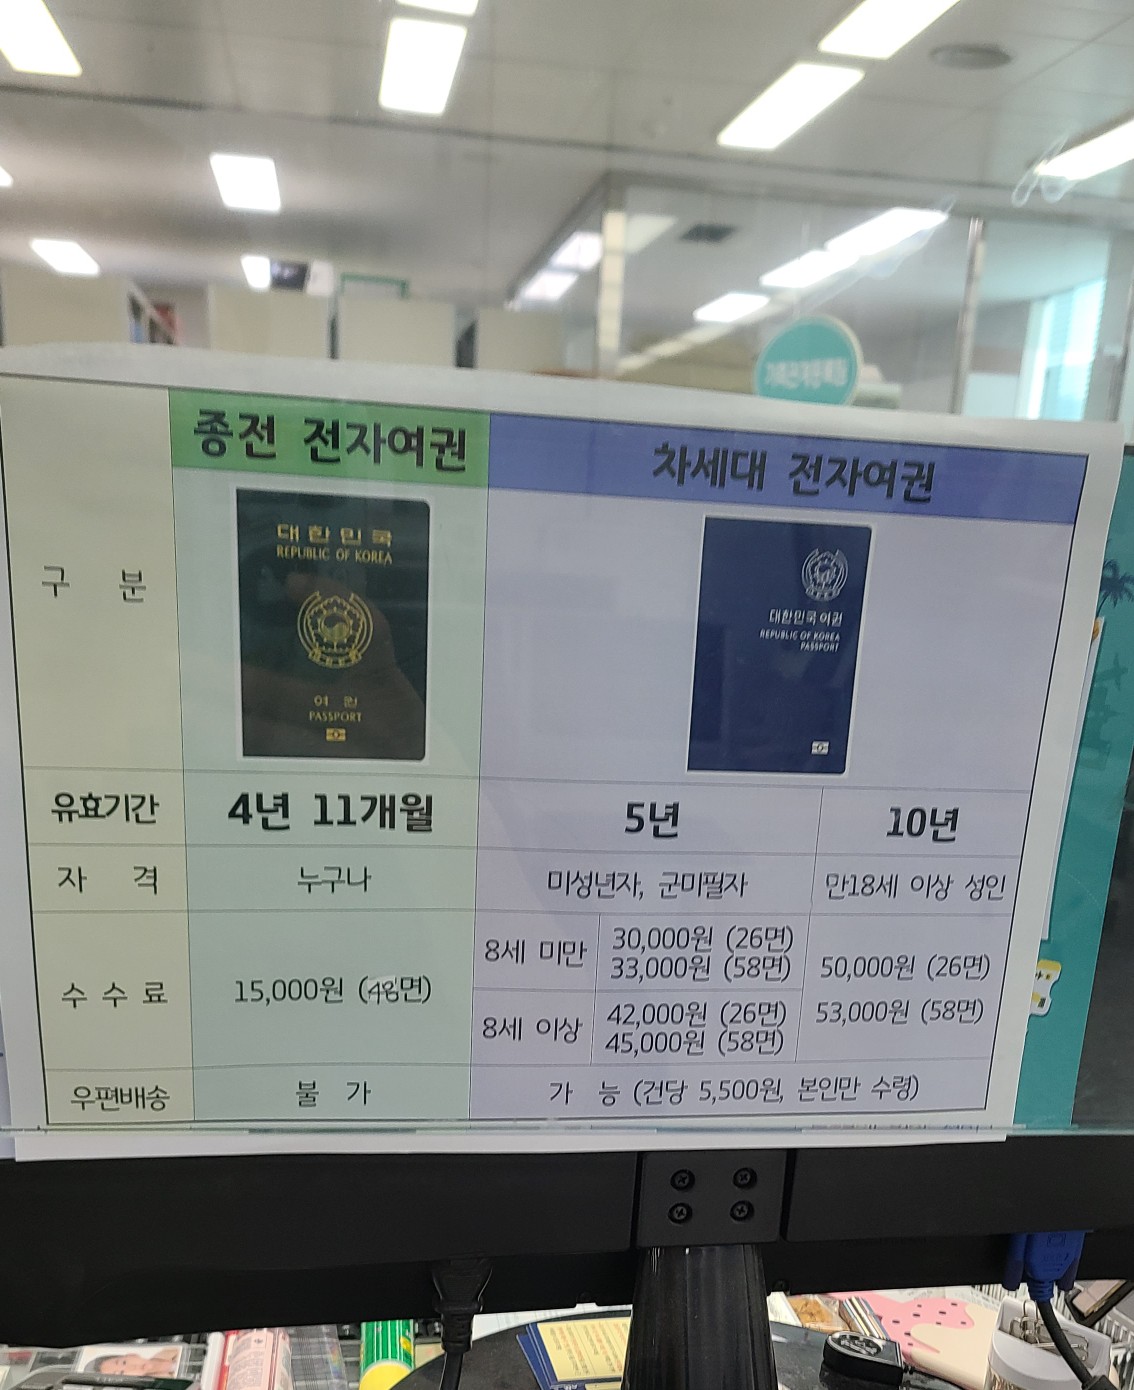 종전 전자여권
차세대 전자여권
구 분
대한민국
REPUBLIC OF KOREA
여권
PASSPORT
대한민국 여권
REPUBLIC OF KOREA
PASSPORT
유효기간
4년 11개월
5년
10년
자 격
누구나
미성년자, 군미필자
만18세 이상 성인
수 수 료
15,000원 (48면)
8세 미만
30,000원 (26면)
33,000원 (58면)
8세 이상
42,000원 (26면)
45,000원 (58면)
50,000원 (26면)
53,000원 (58면)
우편배송
불 가
가 능 (건당 5,500원, 본인만 수령)